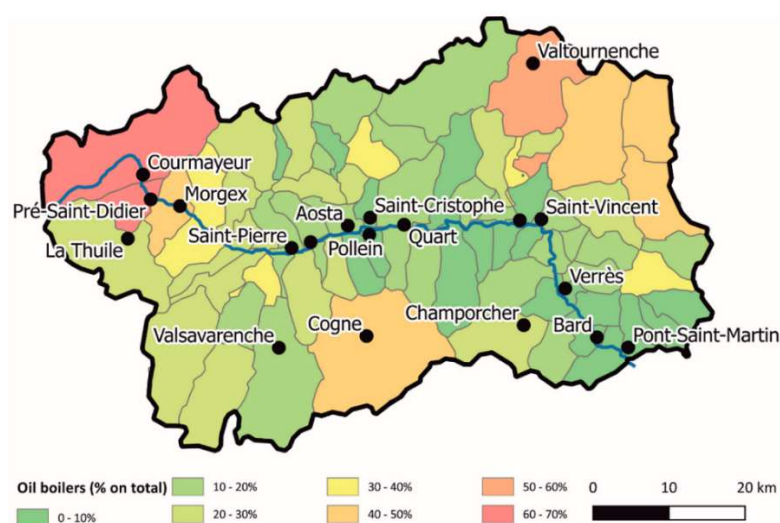 Valtournenche
Courmayeur
Pré-Saint-Didier
Morgex
La Thuile
Saint-Pierre
Aosta
Saint-Cristophe
Saint-Vincent
Pollein
Quart
Verrès
Valsavarenche
Cogne
Champorcher
Bard
Pont-Saint-Martin
Oil boilers (% on total)
0 - 10%
10 - 20%
20 - 30%
30 - 40%
40 - 50%
50 - 60%
60 - 70%
0 10 20 km